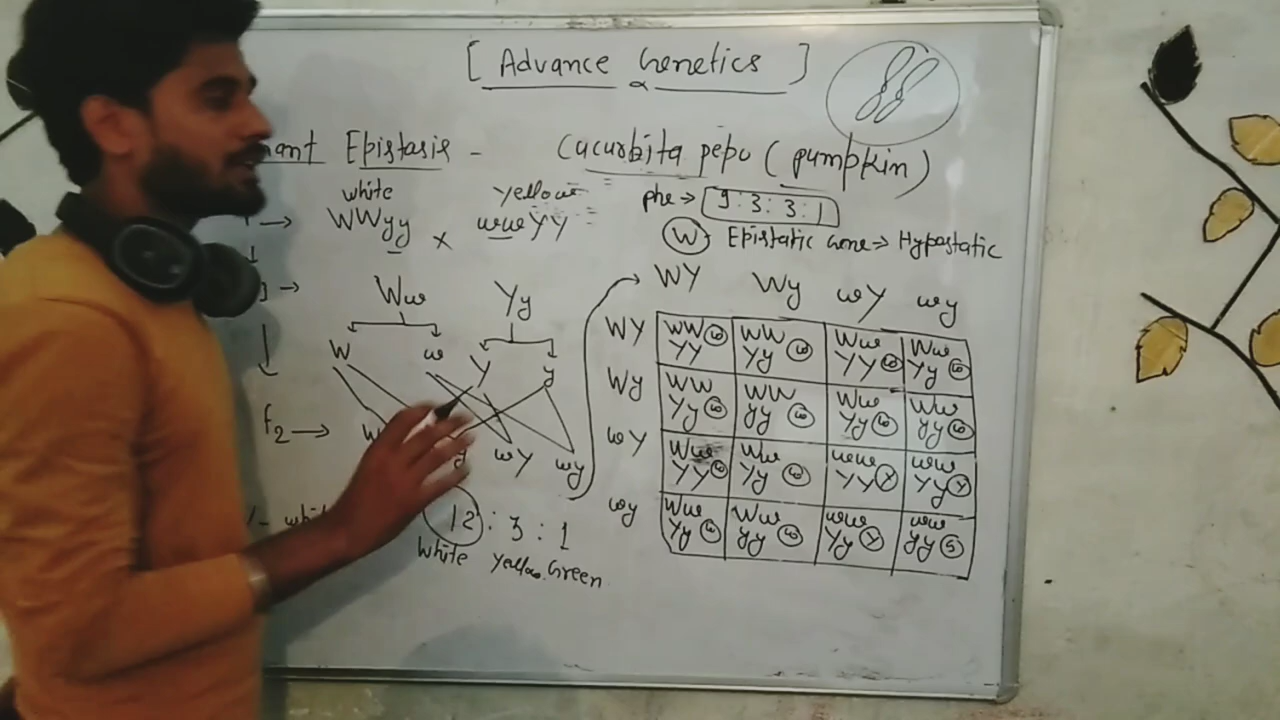 [ Advance Genetics ]
nant Epistasis - Cucurbita pepo (pumpkin)
white yellow
→ WWyy × wwYY
phe → 9 : 3 : 3 : 1
W Epistatic Gene → Hypostatic
→ Ww Yy
W w Y y
F2 → W y wY wy
WY Wy wY wy
WY WW YY w WW Yy w Ww YY w Ww Yy w
Wy WW Yy w WW yy w Ww Yy w Ww yy w
wY Ww YY w Ww Yy w ww YY Y ww Yy Y
wy Ww Yy w Ww yy w ww Yy Y ww yy G
12 : 3 : 1
White Yellow Green